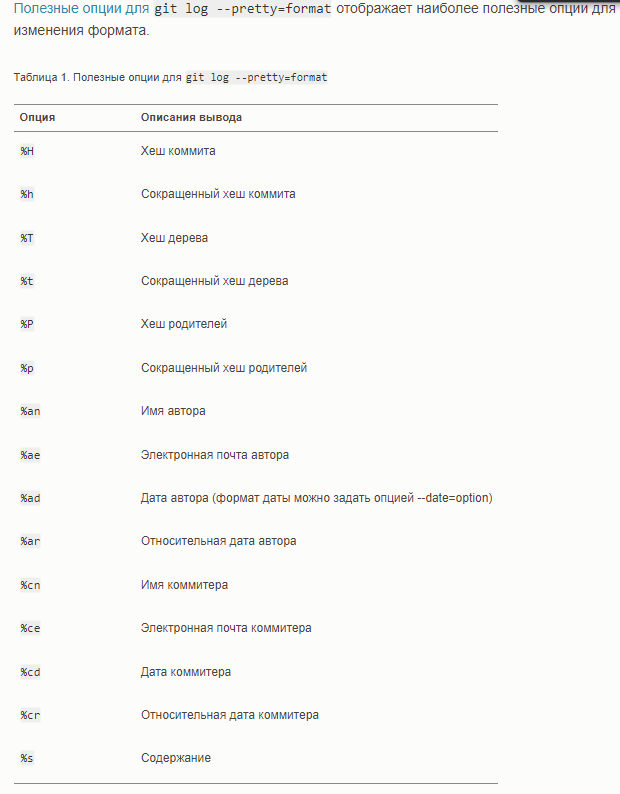 Полезные опции для git log --pretty=format отображает наиболее полезные опции для
изменения формата.
Таблица 1. Полезные опции для git log --pretty=format
Опция Описания вывода
%H Хеш коммита
%h Сокращенный хеш коммита
%T Хеш дерева
%t Сокращенный хеш дерева
%P Хеш родителей
%p Сокращенный хеш родителей
%an Имя автора
%ae Электронная почта автора
%ad Дата автора (формат даты можно задать опцией --date=option)
%ar Относительная дата автора
%cn Имя коммитера
%ce Электронная почта коммитера
%cd Дата коммитера
%cr Относительная дата коммитера
%s Содержание